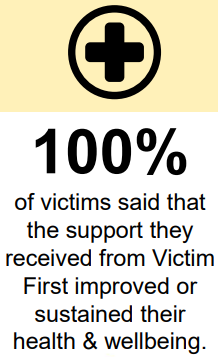 100%
of victims said that
the support they
received from Victim
First improved or
sustained their
health & wellbeing.